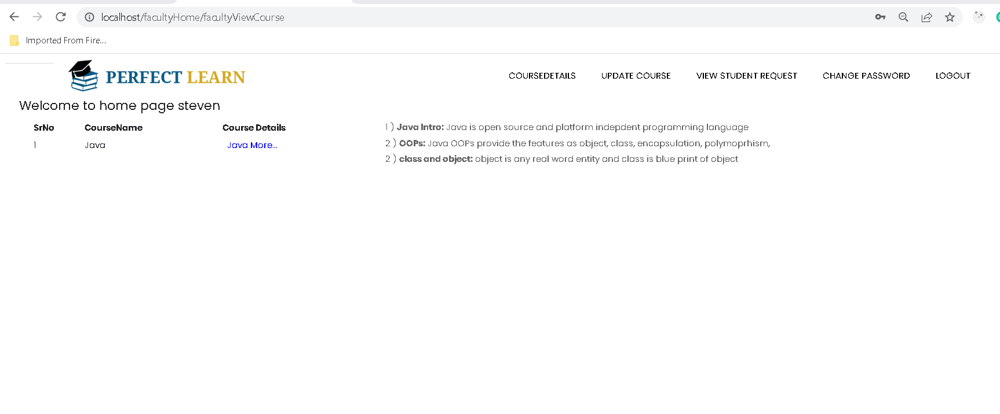 localhost/facultyHome/facultyViewCourse
Imported From Fire...
PERFECT LEARN
COURSEDETAILS UPDATE COURSE VIEW STUDENT REQUEST CHANGE PASSWORD LOGOUT
Welcome to home page steven
SrNo CourseName Course Details
1 Java Java More...
1 ) Java Intro: Java is open source and platform indepdent programming language
2 ) OOPs: Java OOPs provide the features as object, class, encapsulation, polymoprhism,
2 ) class and object: object is any real word entity and class is blue print of object